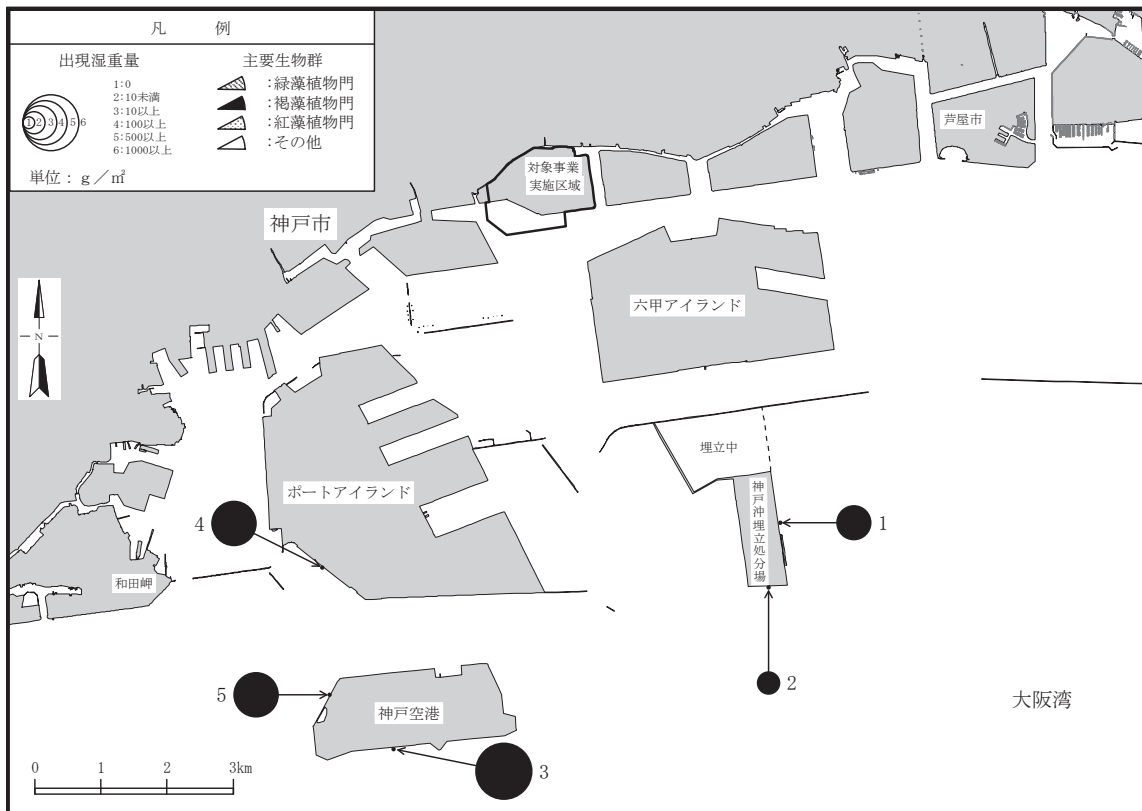 凡　例
出現湿重量
1:0
2:10未満
3:10以上
4:100以上
5:500以上
6:1000以上
1 2 3 4 5 6
単位：g／㎡
主要生物群
:緑藻植物門
:褐藻植物門
:紅藻植物門
:その他
芦屋市
対象事業
実施区域
神戸市
六甲アイランド
N
埋立中
ポートアイランド
神戸沖埋立処分場
4
1
和田岬
2
5
神戸空港
大阪湾
3
0 1 2 3km